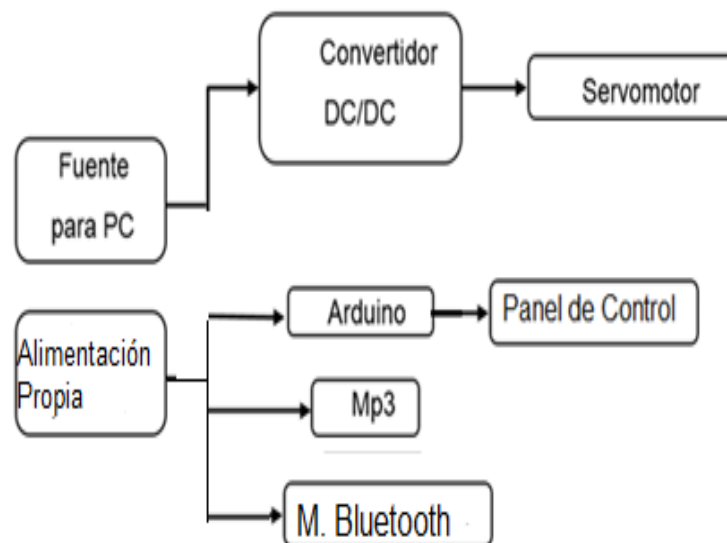 Convertidor
DC/DC
Servomotor
Fuente
para PC
Alimentación
Propia
Arduino
Panel de Control
Mp3
M. Bluetooth